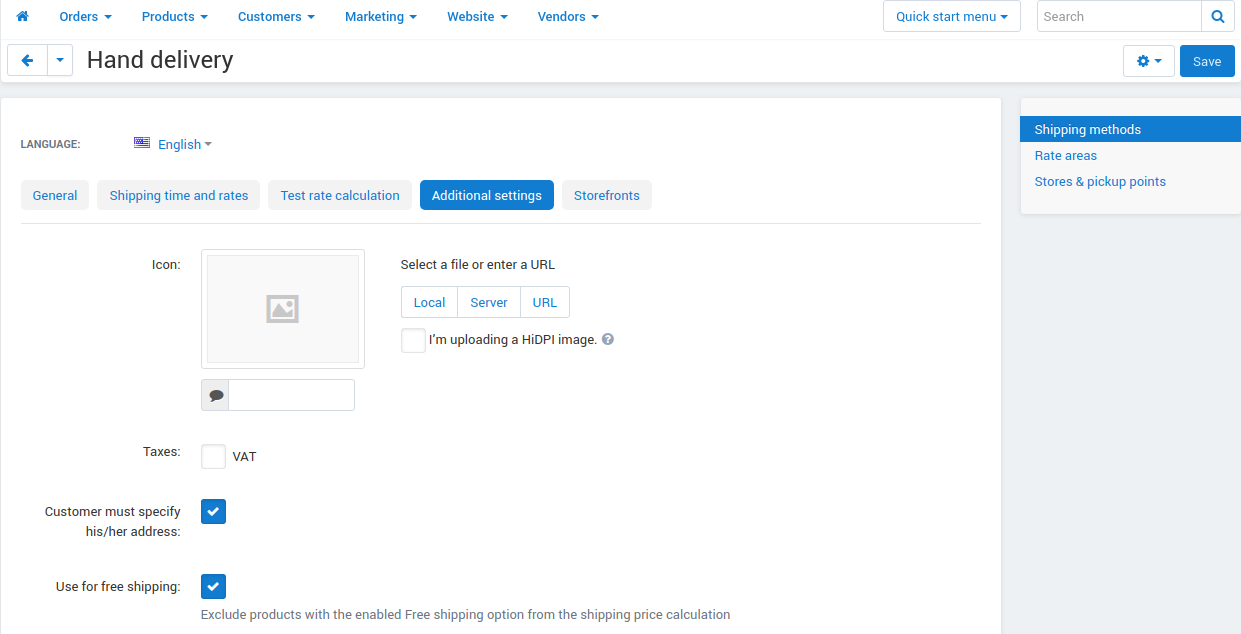 Orders Products Customers Marketing Website Vendors Quick start menu Search
Hand delivery Save
LANGUAGE: English
Shipping methods
Rate areas
Stores & pickup points
General Shipping time and rates Test rate calculation Additional settings Storefronts
Icon:
Select a file or enter a URL
Local Server URL
I'm uploading a HiDPI image. ?
Taxes: VAT
Customer must specify
his/her address:
Use for free shipping:
Exclude products with the enabled Free shipping option from the shipping price calculation